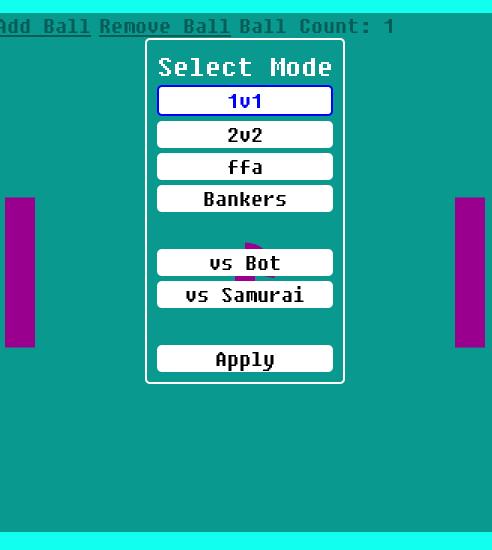 Add Ball Remove Ball Ball Count: 1
Select Mode
1v1
2v2
ffa
Bankers
vs Bot
vs Samurai
Apply